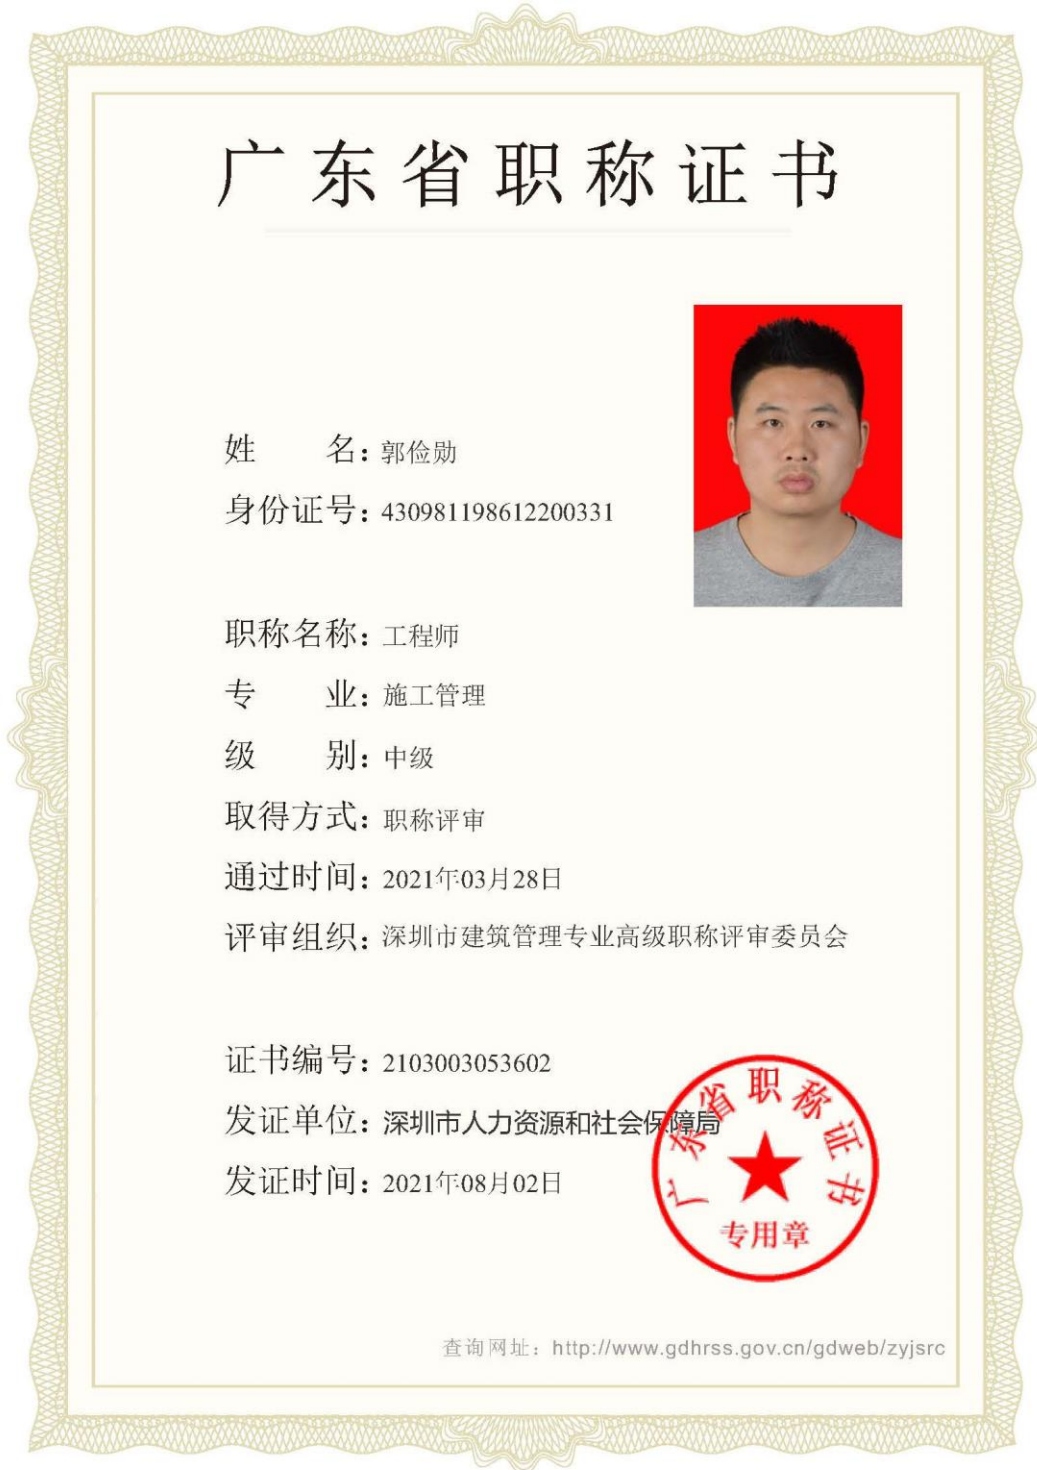 广东省职称证书
姓 名：郭俭勋
身份证号：430981198612200331
职称名称：工程师
专 业：施工管理
级 别：中级
取得方式：职称评审
通过时间：2021年03月28日
评审组织：深圳市建筑管理专业高级职称评审委员会
证书编号：2103003053602
发证单位：深圳市人力资源和社会保障局
发证时间：2021年08月02日
广东省职称证书
专用章
查询网址：http://www.gdhrss.gov.cn/gdweb/zyjsrc